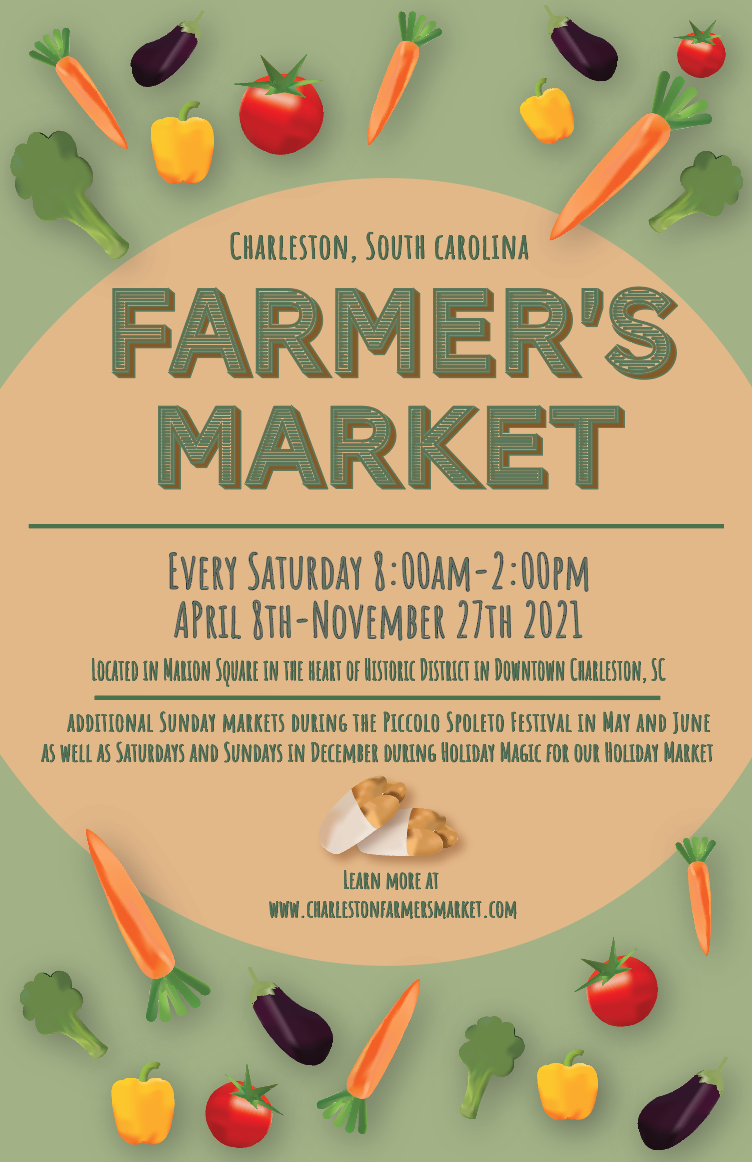 Charleston, South Carolina
FARMER'S
MARKET
Every Saturday 8:00am-2:00pm
April 8th-November 27th 2021
Located in Marion Square in the heart of Historic District in Downtown Charleston, SC
additional Sunday markets during the Piccolo Spoleto Festival in May and June
as well as Saturdays and Sundays in December during Holiday Magic for our Holiday Market
Learn more at
www.charlestonfarmersmarket.com